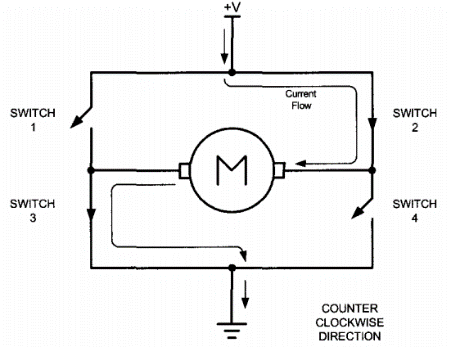 +V
Current
Flow
SWITCH
1
SWITCH
2
M
SWITCH
3
SWITCH
4
COUNTER
CLOCKWISE
DIRECTION